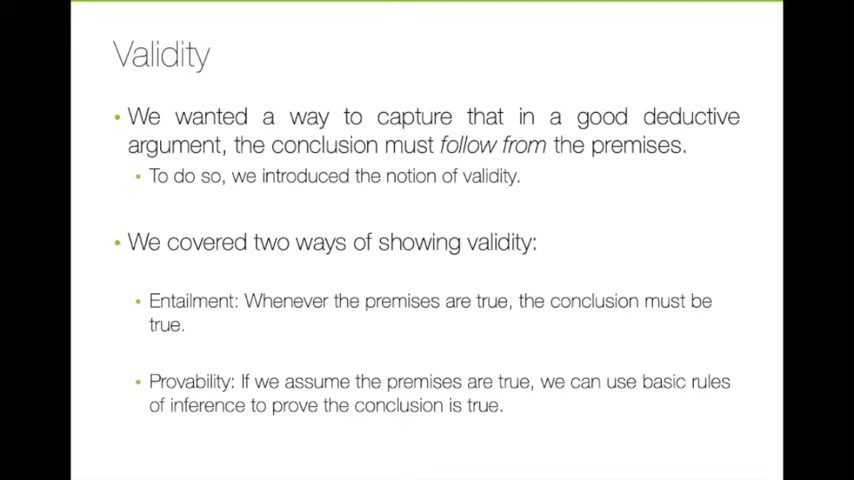 Validity
• We wanted a way to capture that in a good deductive
argument, the conclusion must follow from the premises.
• To do so, we introduced the notion of validity.
• We covered two ways of showing validity:
• Entailment: Whenever the premises are true, the conclusion must be
true.
• Provability: If we assume the premises are true, we can use basic rules
of inference to prove the conclusion is true.